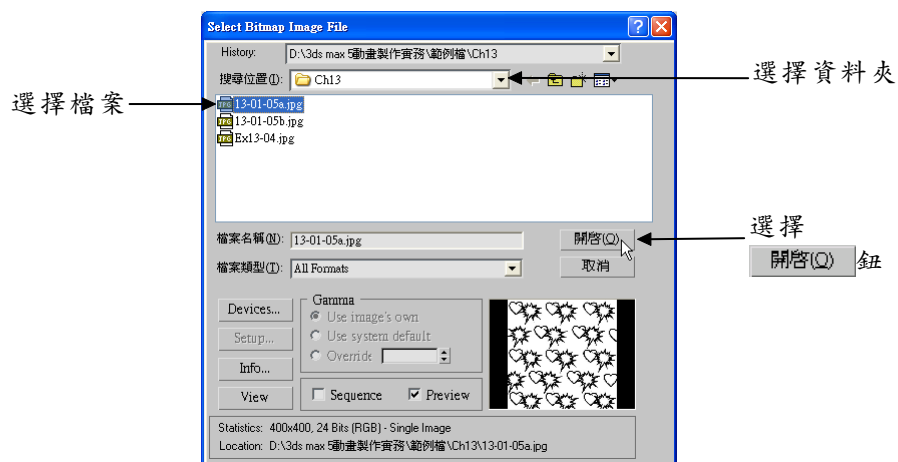 Select Bitmap Image File
History: D:\3ds max 5動畫製作實務\範例檔\Ch13
搜尋位置(I): Ch13
選擇資料夾
選擇檔案
13-01-05a.jpg
13-01-05b.jpg
Ex13-04.jpg
檔案名稱(N): 13-01-05a.jpg 開啓(O)
選擇
開啓(O) 鈕
檔案類型(T): All Formats 取消
Devices...
Setup...
Info...
View
Gamma
Use image's own
Use system default
Override
Sequence Preview
Statistics: 400x400, 24 Bits (RGB) - Single Image
Location: D:\3ds max 5動畫製作實務\範例檔\Ch13\13-01-05a.jpg